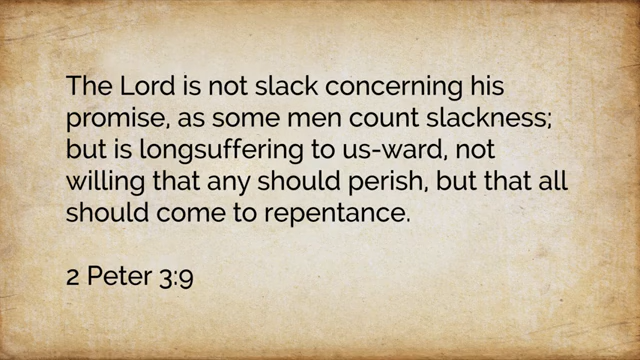 The Lord is not slack concerning his
promise, as some men count slackness;
but is longsuffering to us-ward, not
willing that any should perish, but that all
should come to repentance.
2 Peter 3:9